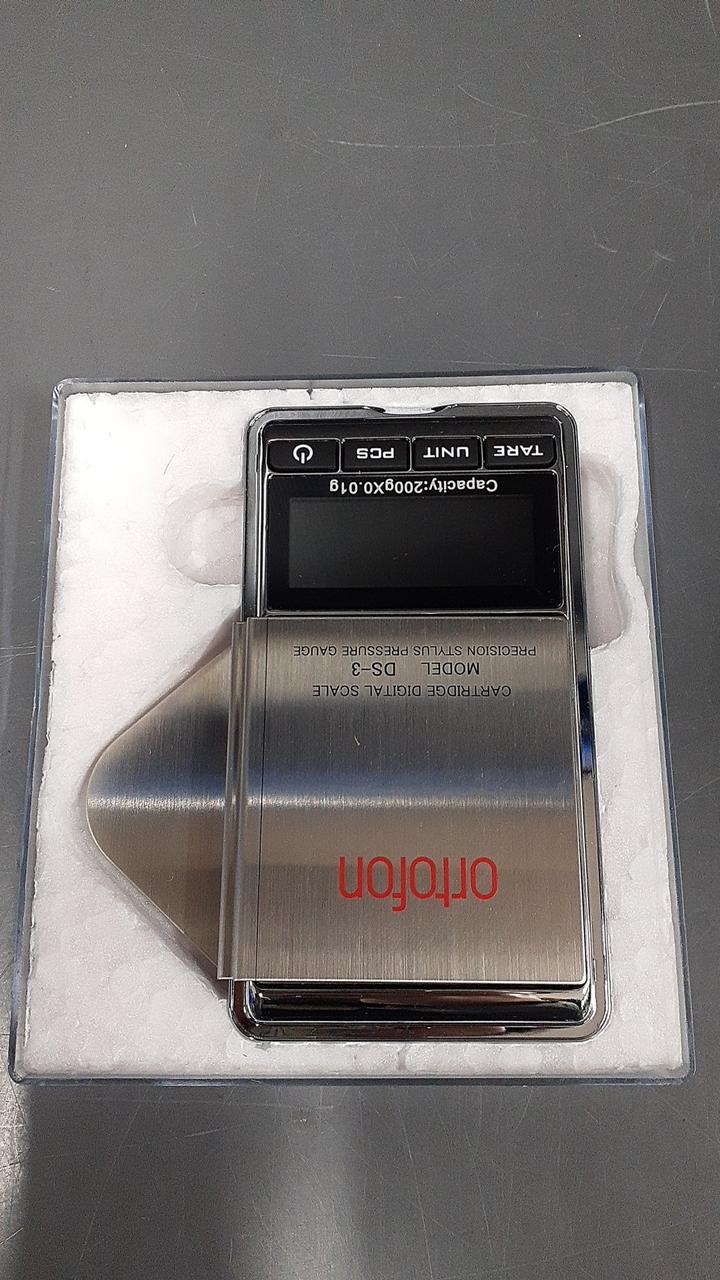 ortofon
CARTRIDGE DIGITAL SCALE
MODEL DS-3
PRECISION STYLUS PRESSURE GAUGE
Capacity:200gX0.01g
TARE UNIT PCS